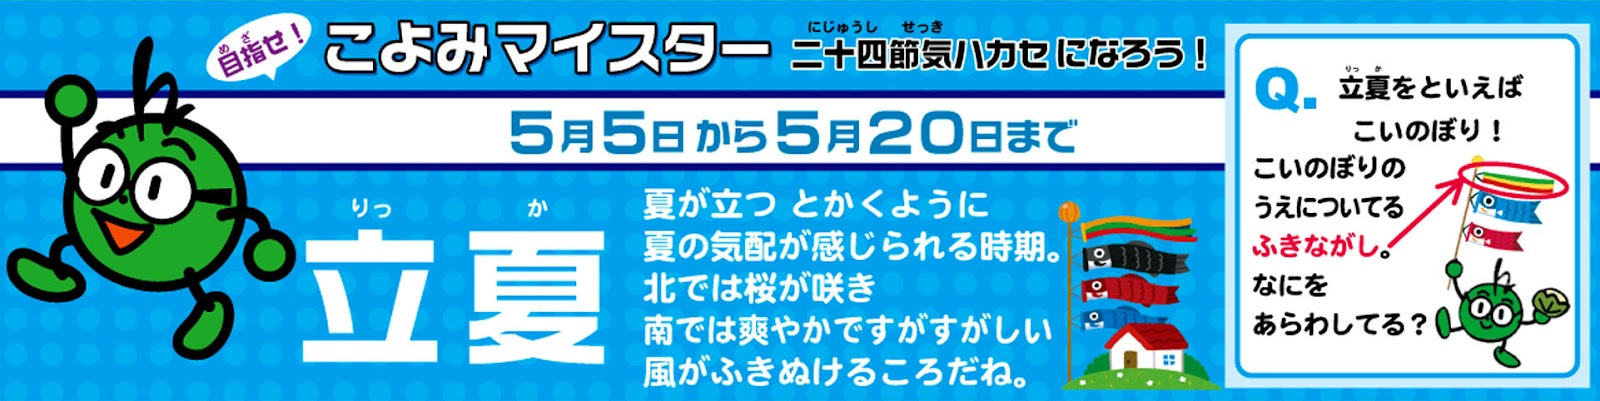 目指せ！
めざ
こよみマイスター
にじゅうし せっき
二十四節気ハカセになろう！
5月5日から5月20日まで
りっ か
立夏
夏が立つ とかくように
夏の気配が感じられる時期。
北では桜が咲き
南では爽やかですがすがしい
風がふきぬけるころだね。
りっ か
Q. 立夏をといえば
こいのぼり！
こいのぼりの
うえについてる
ふきながし。
なにを
あらわしてる？